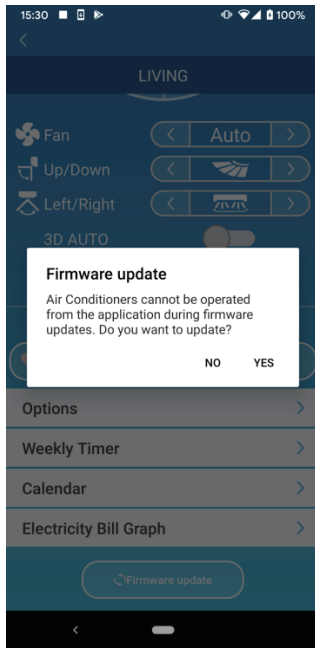 15:30
100%
LIVING
Fan
Auto
Up/Down
Left/Right
3D AUTO
Firmware update
Air Conditioners cannot be operated
from the application during firmware
updates. Do you want to update?
NO YES
Options
Weekly Timer
Calendar
Electricity Bill Graph
Firmware update